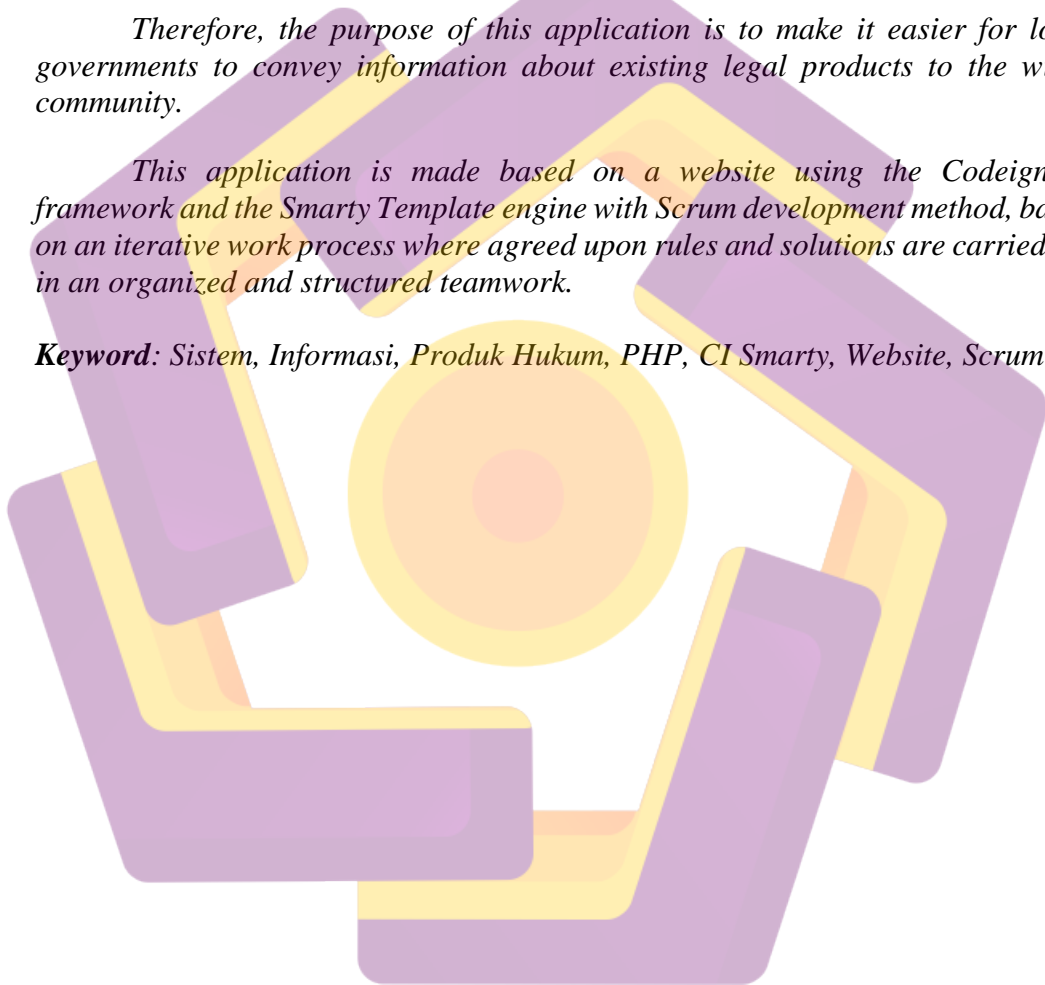 Therefore, the purpose of this application is to make it easier for lo
governments to convey information about existing legal products to the wi
community.
This application is made based on a website using the Codeign
framework and the Smarty Template engine with Scrum development method, ba
on an iterative work process where agreed upon rules and solutions are carried
in an organized and structured teamwork.
Keyword: Sistem, Informasi, Produk Hukum, PHP, CI Smarty, Website, Scrum